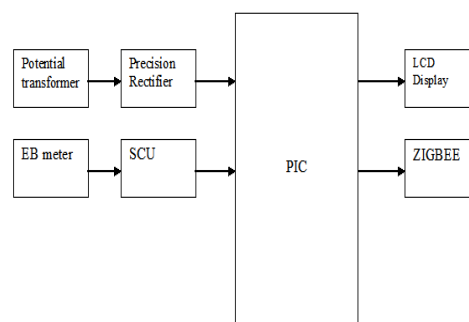 Potential
transformer
Precision
Rectifier
LCD
Display
EB meter
SCU
PIC
ZIGBEE